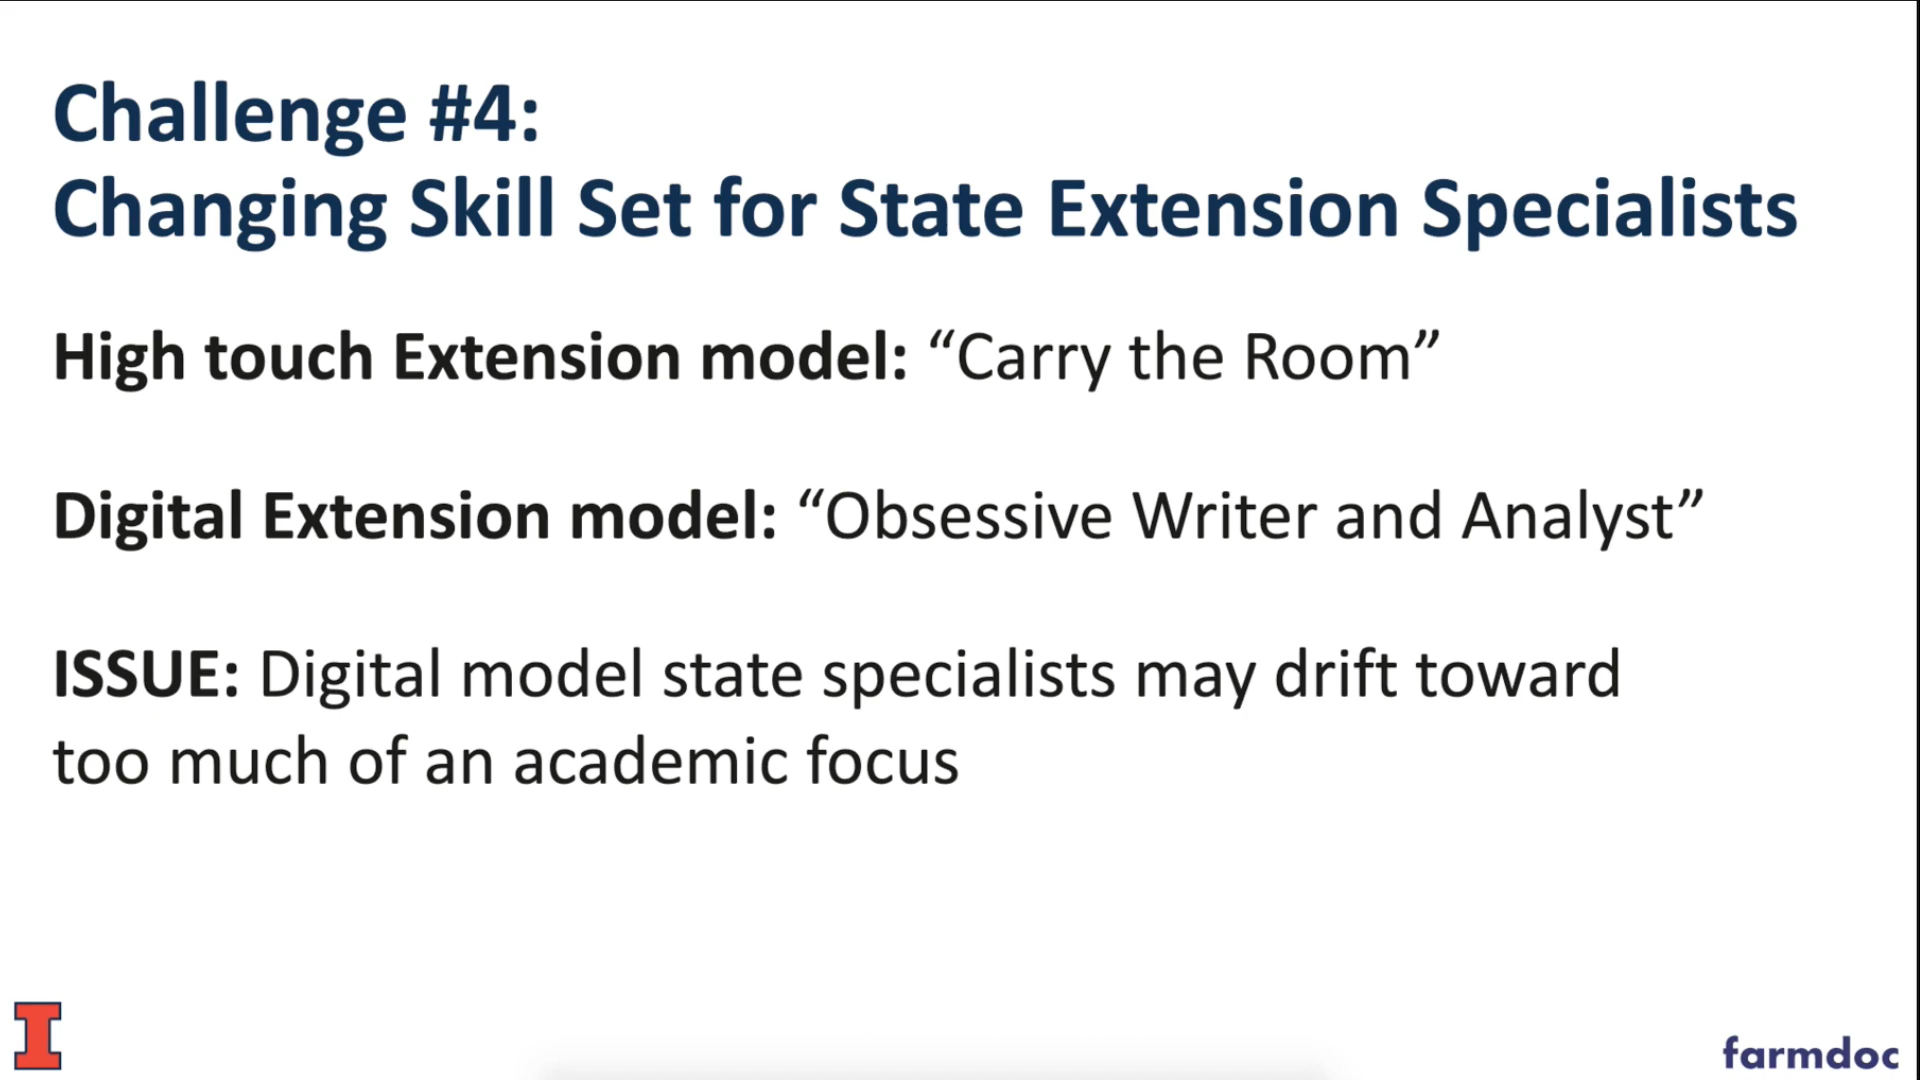 Challenge #4:
Changing Skill Set for State Extension Specialists
High touch Extension model: “Carry the Room”
Digital Extension model: “Obsessive Writer and Analyst”
ISSUE: Digital model state specialists may drift toward
too much of an academic focus
I
farmdoc